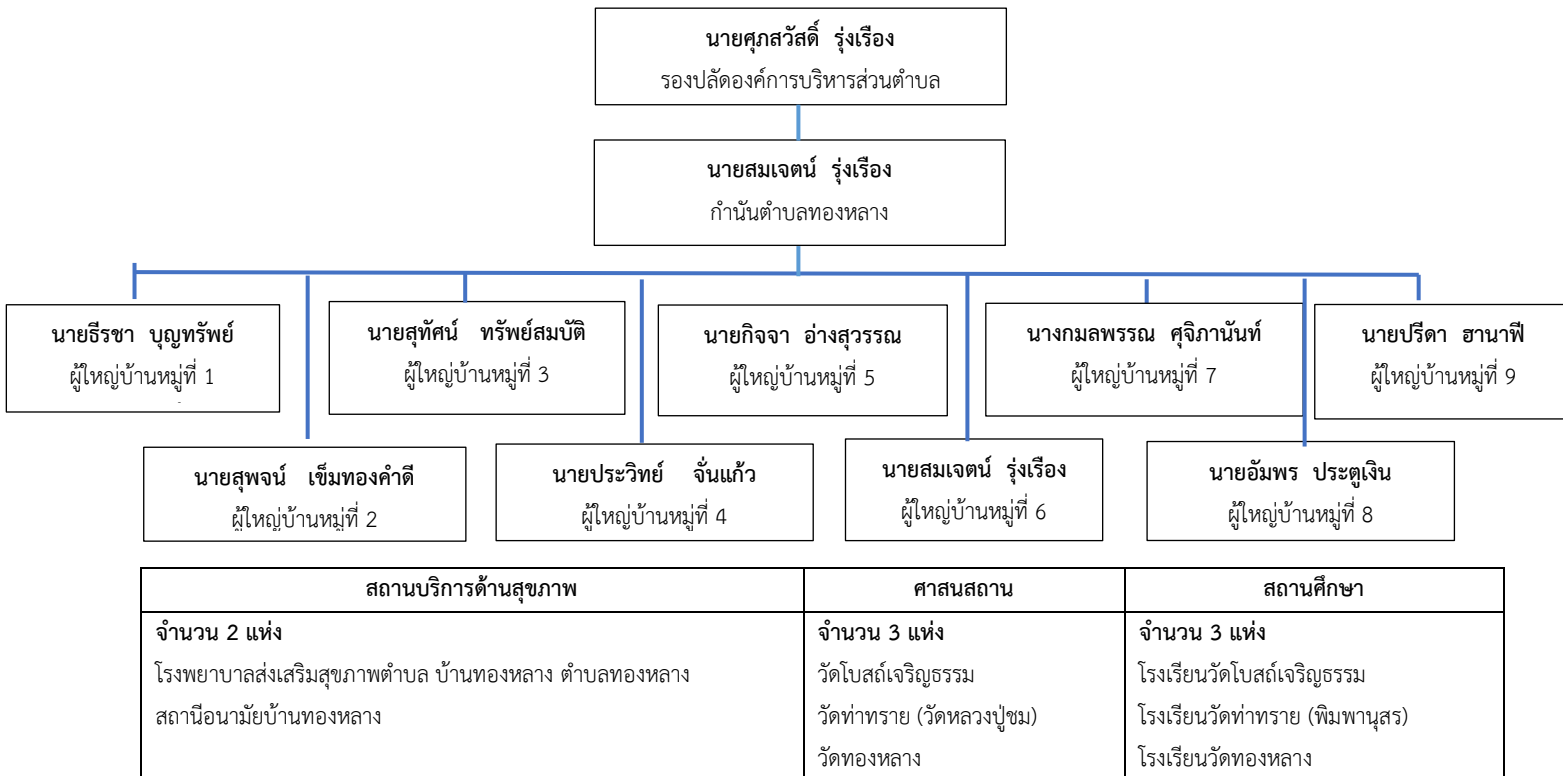 นายศุภสวัสดิ์ รุ่งเรือง
รองปลัดองค์การบริหารส่วนตำบล
นายสมเจตน์ รุ่งเรือง
กำนันตำบลทองหลาง
นายธีรชา บุญทรัพย์
ผู้ใหญ่บ้านหมู่ที่ 1
นายสุทัศน์ ทรัพย์สมบัติ
ผู้ใหญ่บ้านหมู่ที่ 3
นายกิจจา อ่างสุวรรณ
ผู้ใหญ่บ้านหมู่ที่ 5
นางกมลพรรณ ศุจิภานันท์
ผู้ใหญ่บ้านหมู่ที่ 7
นายปรีดา ฮานาฟี
ผู้ใหญ่บ้านหมู่ที่ 9
นายสุพจน์ เข็มทองคำดี
ผู้ใหญ่บ้านหมู่ที่ 2
นายประวิทย์ จั่นแก้ว
ผู้ใหญ่บ้านหมู่ที่ 4
นายสมเจตน์ รุ่งเรือง
ผู้ใหญ่บ้านหมู่ที่ 6
นายอัมพร ประตูเงิน
ผู้ใหญ่บ้านหมู่ที่ 8
สถานบริการด้านสุขภาพ
จำนวน 2 แห่ง
โรงพยาบาลส่งเสริมสุขภาพตำบล บ้านทองหลาง ตำบลทองหลาง
สถานีอนามัยบ้านทองหลาง
ศาสนสถาน
จำนวน 3 แห่ง
วัดโบสถ์เจริญธรรม
วัดท่าทราย (วัดหลวงปู่ชม)
วัดทองหลาง
สถานศึกษา
จำนวน 3 แห่ง
โรงเรียนวัดโบสถ์เจริญธรรม
โรงเรียนวัดท่าทราย (พิมพานุสร)
โรงเรียนวัดทองหลาง